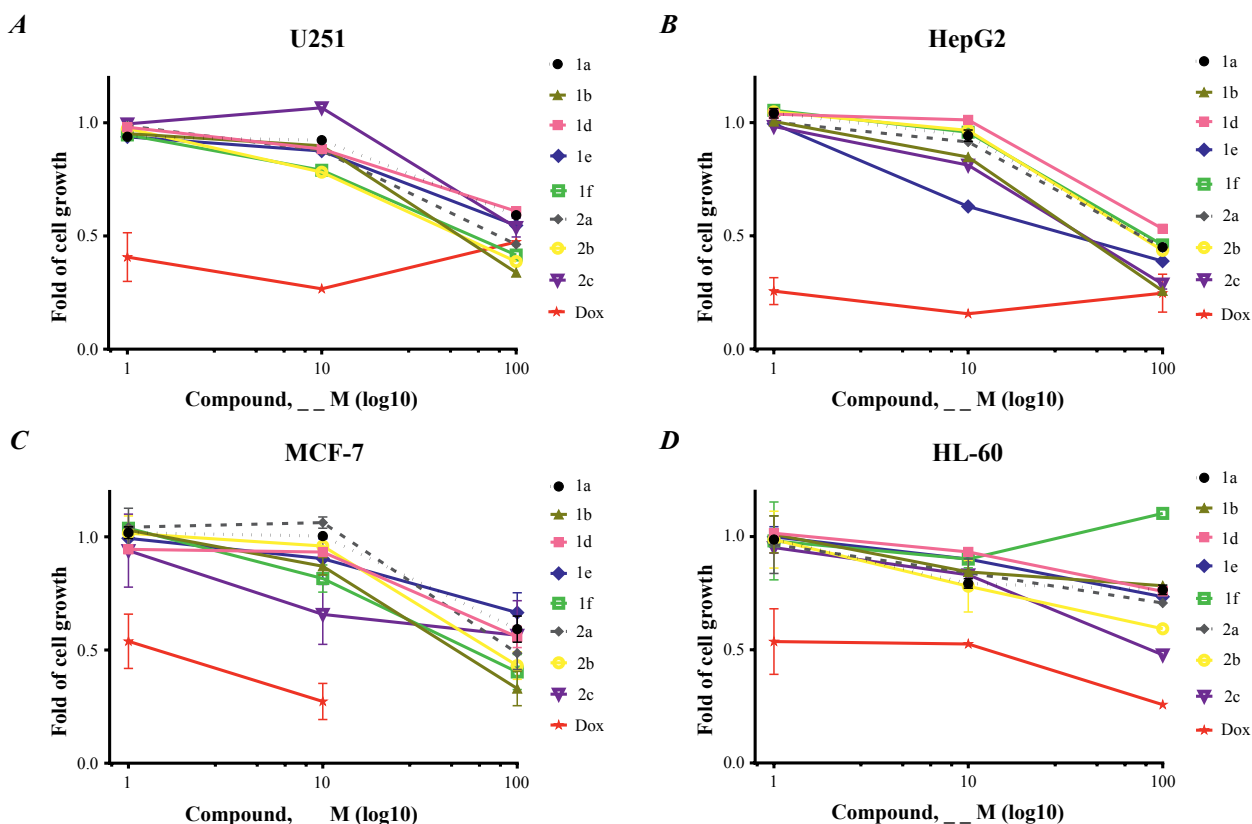 A
U251
Fold of cell growth
1.0
0.5
0.0
1
10
100
Compound, _ _ M (log10)
1a
1b
1d
1e
1f
2a
2b
2c
Dox
B
HepG2
Fold of cell growth
1.0
0.5
0.0
1
10
100
Compound, _ _ M (log10)
1a
1b
1d
1e
1f
2a
2b
2c
Dox
C
MCF-7
Fold of cell growth
1.0
0.5
0.0
1
10
100
Compound, M (log10)
1a
1b
1d
1e
1f
2a
2b
2c
Dox
D
HL-60
Fold of cell growth
1.0
0.5
0.0
1
10
100
Compound, _ _ M (log10)
1a
1b
1d
1e
1f
2a
2b
2c
Dox